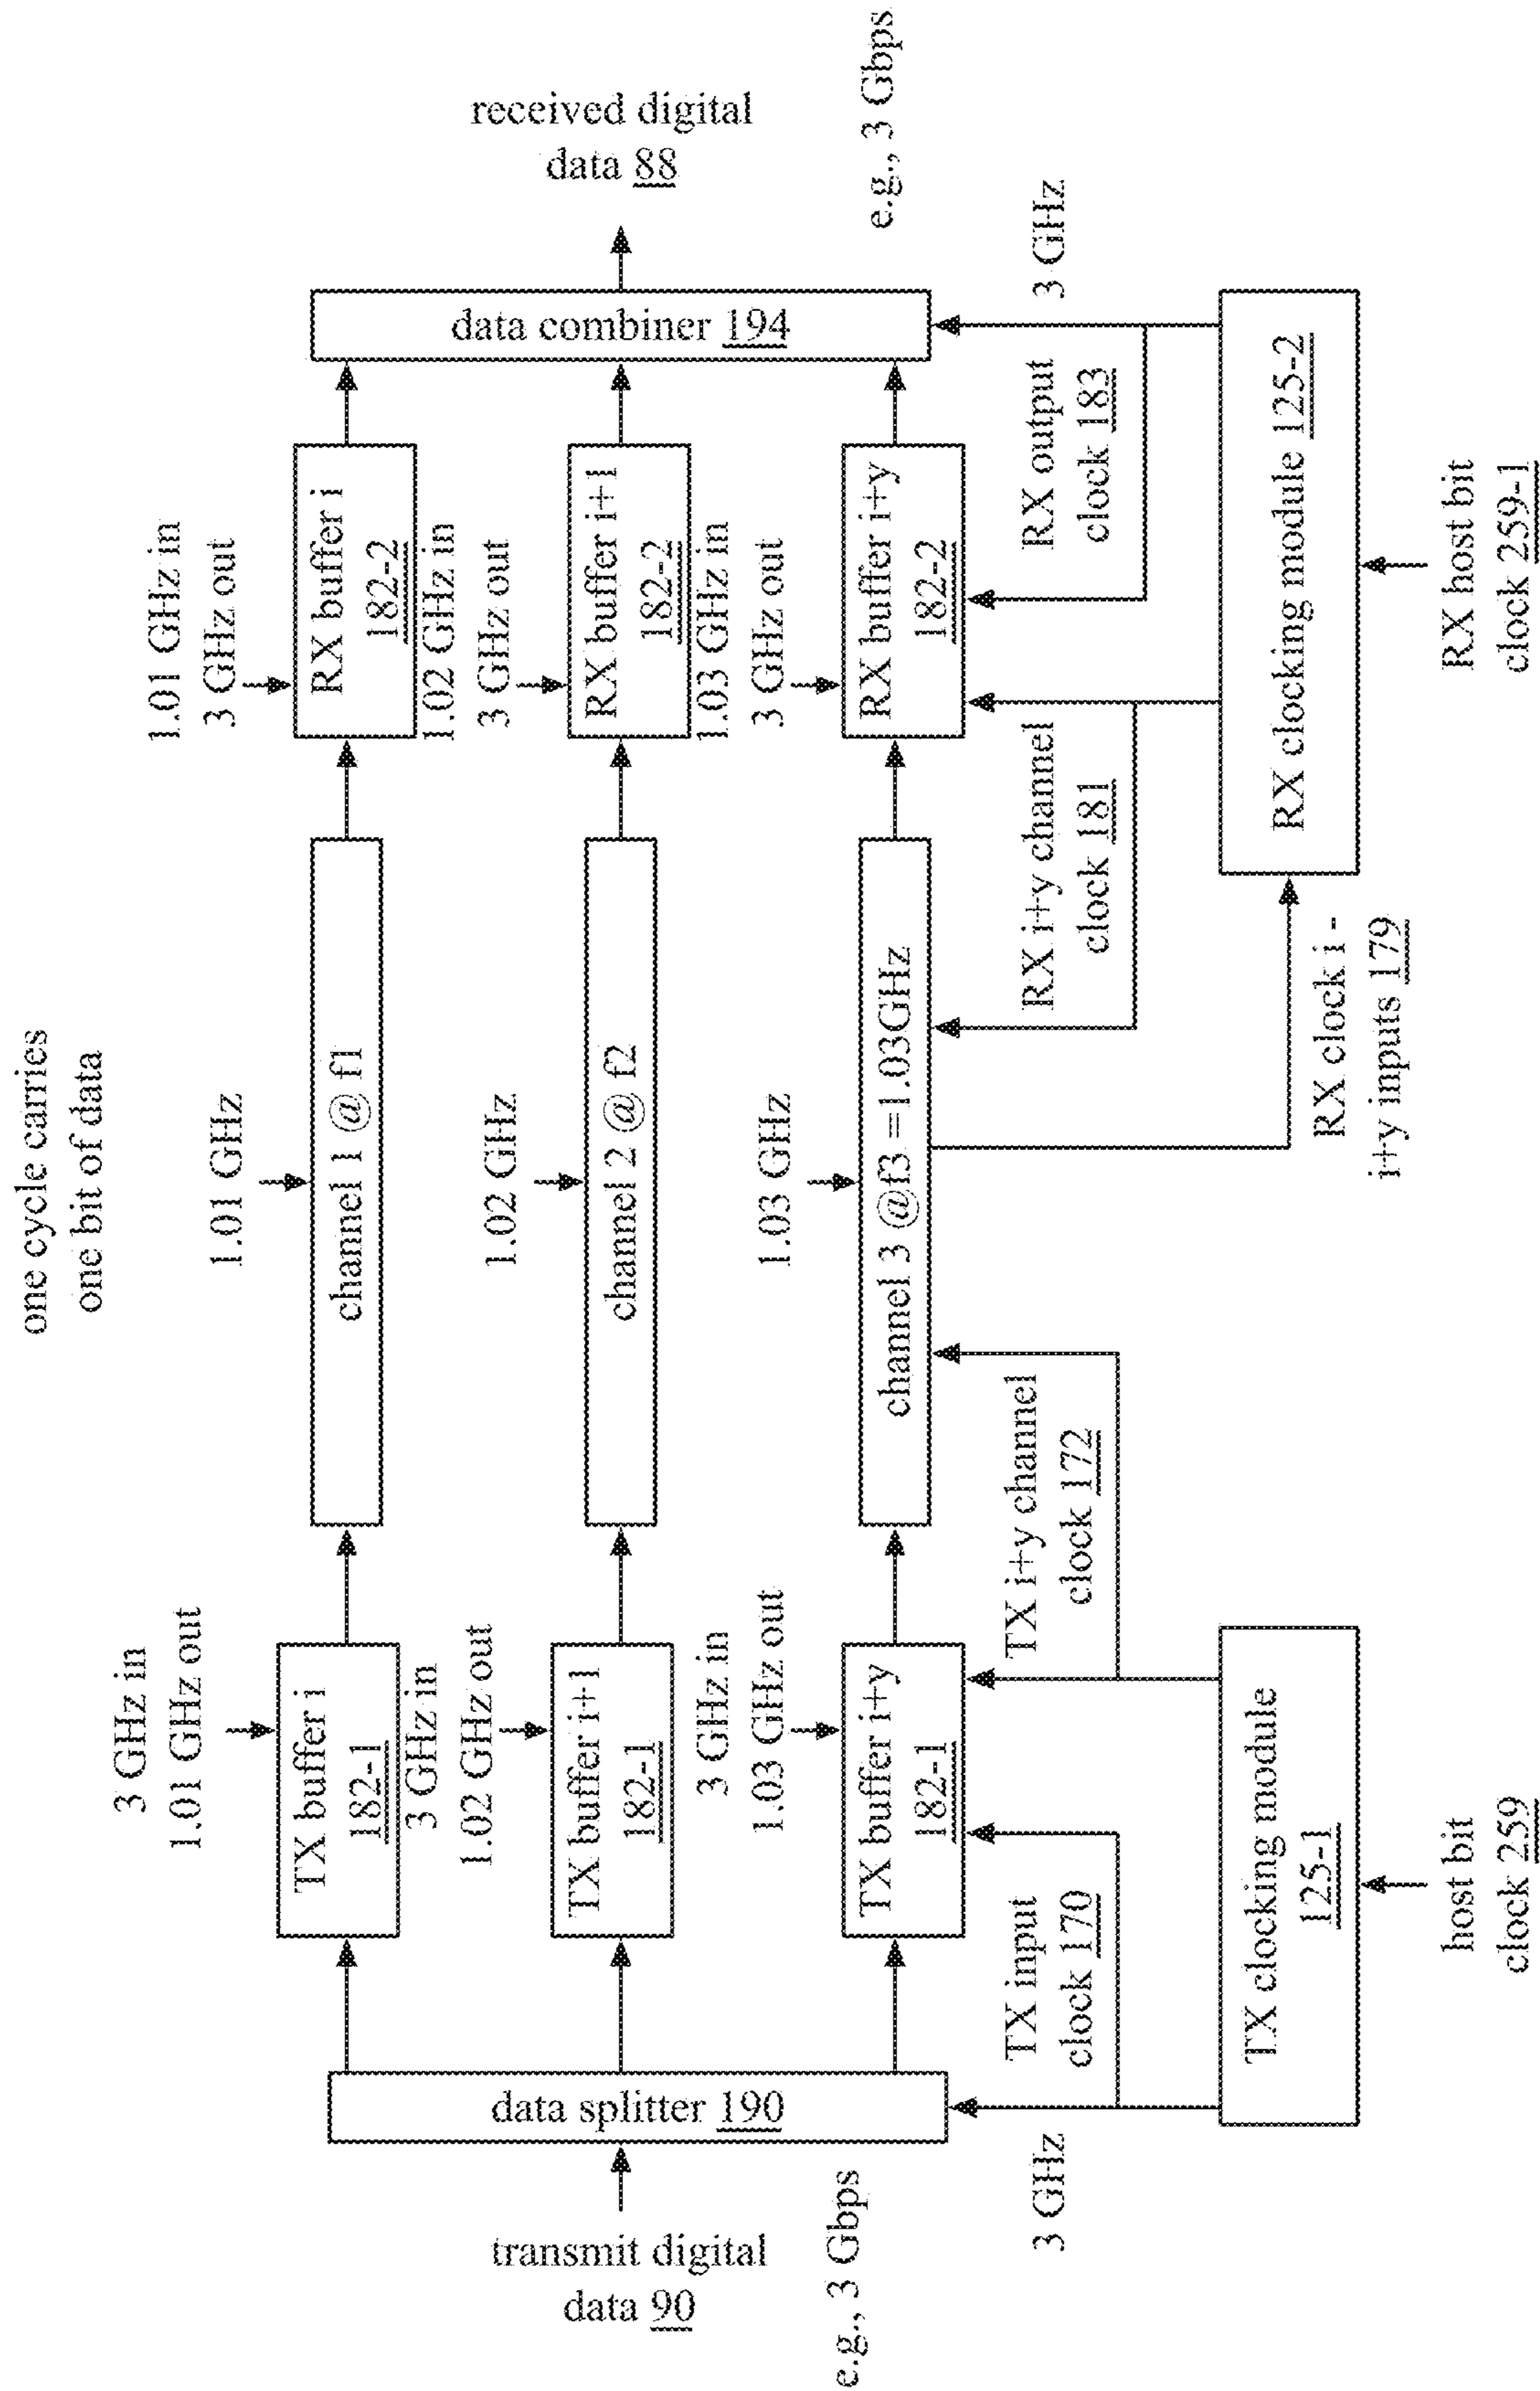 one cycle carries
one bit of data
3 GHz in
1.01 GHz out
1.01 GHz
1.01 GHz in
3 GHz out
TX buffer i
182-1
channel 1 @ f1
RX buffer i
182-2
3 GHz in
1.02 GHz out
1.02 GHz
1.02 GHz in
3 GHz out
transmit digital
data 90
data splitter 190
TX buffer i+1
182-1
channel 2 @ f2
RX buffer i+1
182-2
data combiner 194
received digital
data 88
3 GHz in
1.03 GHz out
1.03 GHz
1.03 GHz in
3 GHz out
e.g., 3 Gbps
TX buffer i+y
182-1
channel 3 @f3 =1.03GHz
RX buffer i+y
182-2
e.g., 3 Gbps
3 GHz
TX input
clock 170
TX i+y channel
clock 172
RX i+y channel
clock 181
RX output
clock 183
3 GHz
TX clocking module
125-1
RX clock i -
i+y inputs 179
RX clocking module 125-2
host bit
clock 259
RX host bit
clock 259-1